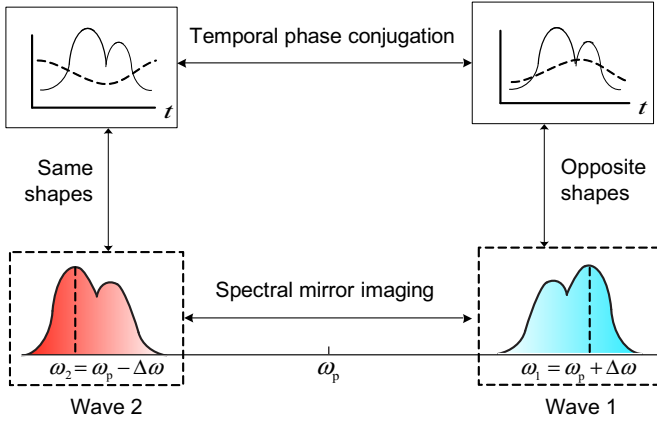 Temporal phase conjugation
t
t
Same
shapes
Opposite
shapes
Spectral mirror imaging
ω₂ = ωₚ − Δω
ωₚ
ω₁ = ωₚ + Δω
Wave 2
Wave 1